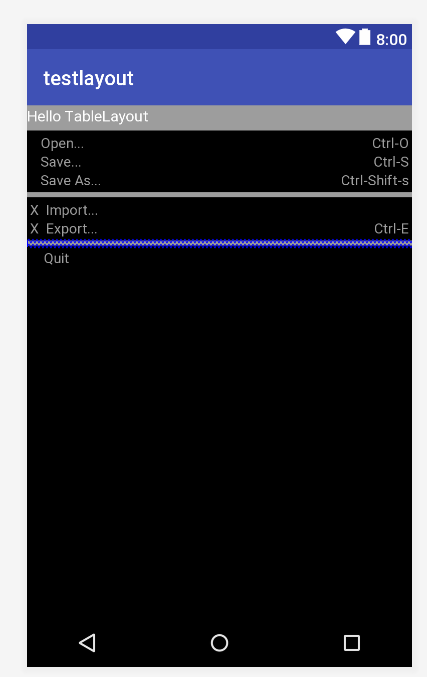 8:00
testlayout
Hello TableLayout
Open... Ctrl-O
Save... Ctrl-S
Save As... Ctrl-Shift-s
X Import...
X Export... Ctrl-E
Quit